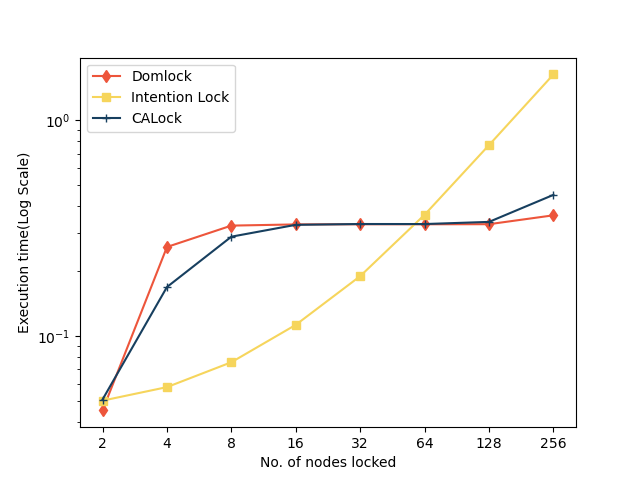 Domlock
Intention Lock
CALock
Execution time(Log Scale)
10⁰
10⁻¹
2 4 8 16 32 64 128 256
No. of nodes locked